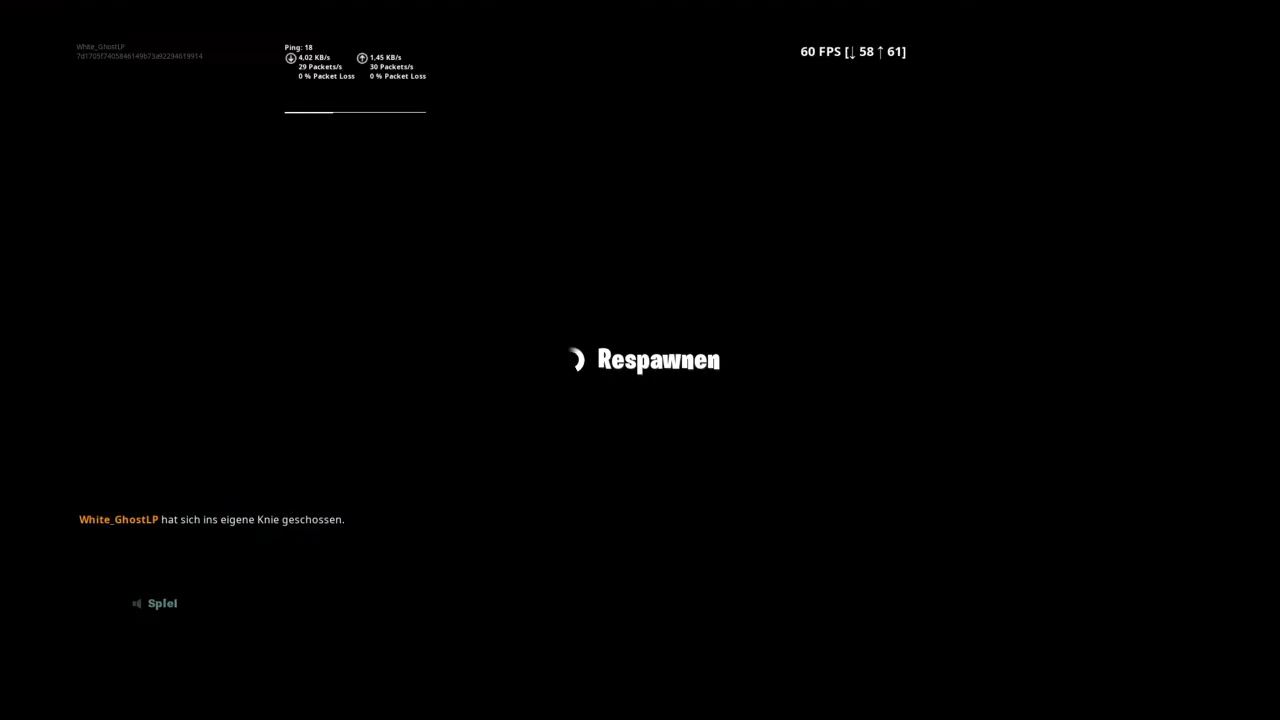 White_GhostLP
Ping: 18
4,02 KB/s 1,45 KB/s
29 Packets/s 30 Packets/s
0 % Packet Loss 0 % Packet Loss
60 FPS [↓ 58 ↑ 61]
Respawnen
White_GhostLP hat sich ins eigene Knie geschossen.
Spiel